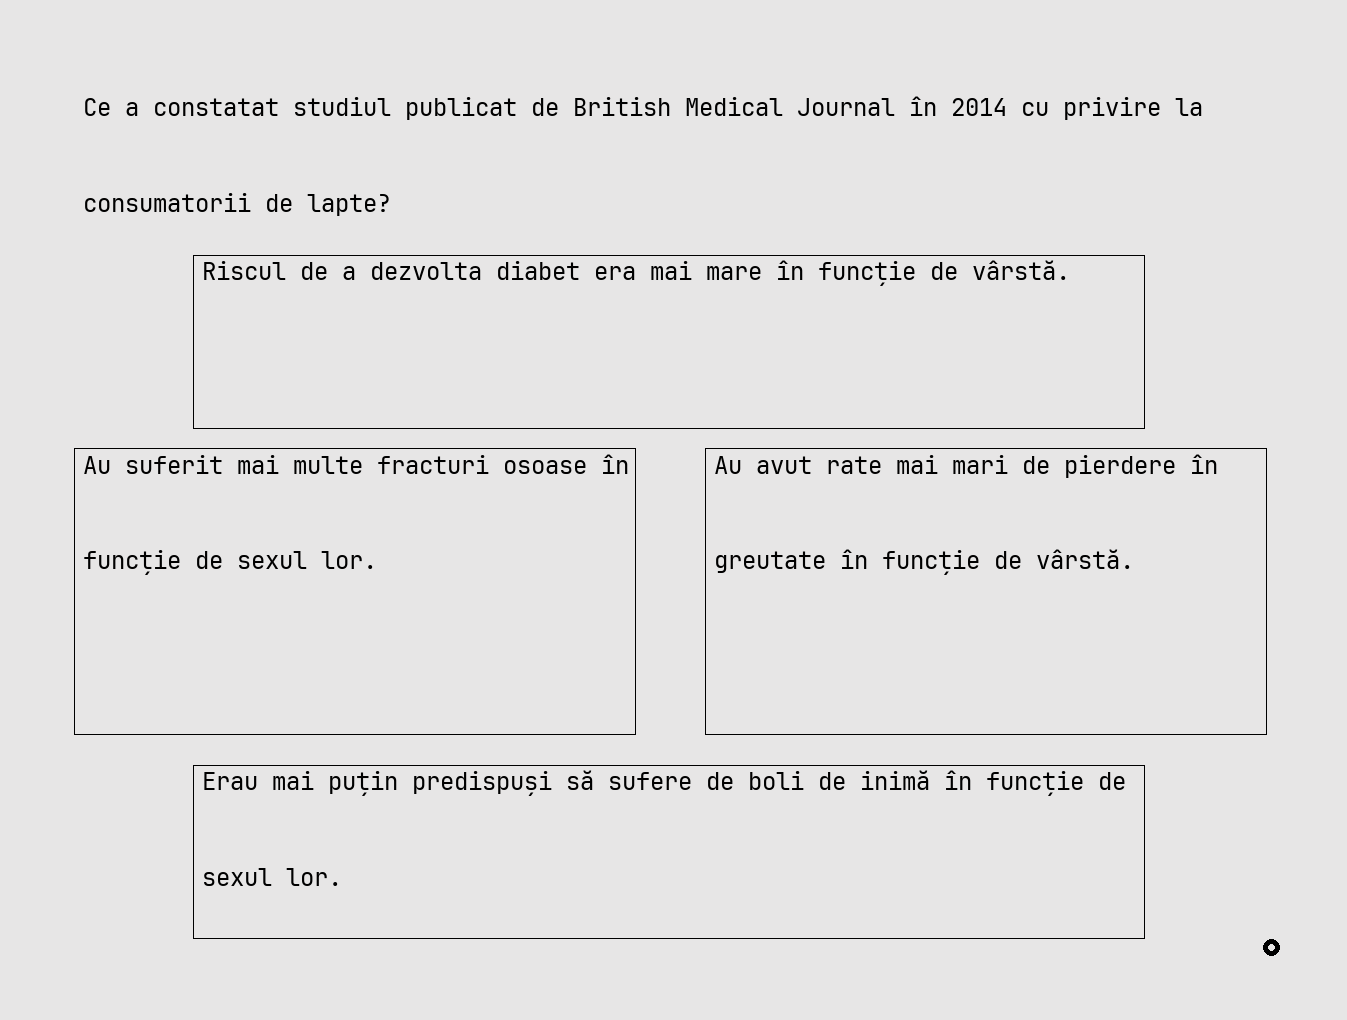 Ce a constatat studiul publicat de British Medical Journal în 2014 cu privire la
consumatorii de lapte?
Riscul de a dezvolta diabet era mai mare în funcție de vârstă.
Au suferit mai multe fracturi osoase în
funcție de sexul lor.
Au avut rate mai mari de pierdere în
greutate în funcție de vârstă.
Erau mai puțin predispuși să sufere de boli de inimă în funcție de
sexul lor.